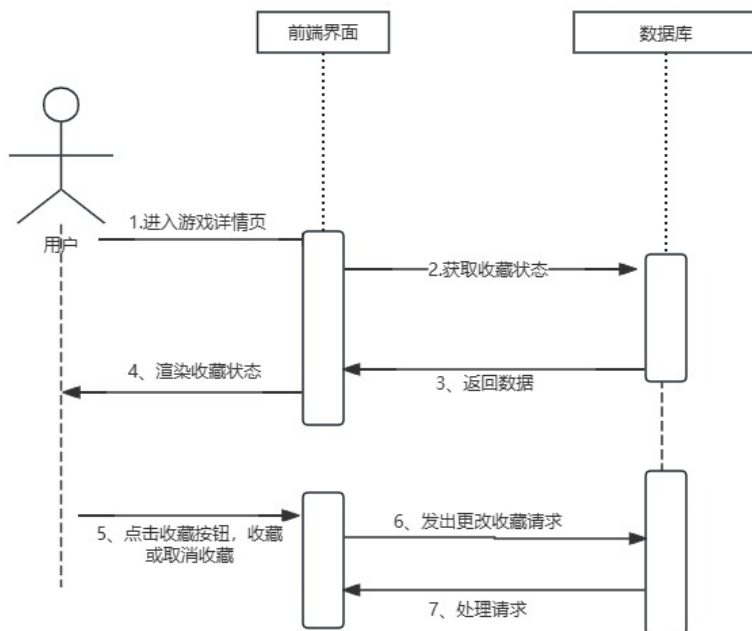 前端界面
数据库
用户
1.进入游戏详情页
2.获取收藏状态
3、返回数据
4、渲染收藏状态
5、点击收藏按钮，收藏
或取消收藏
6、发出更改收藏请求
7、处理请求